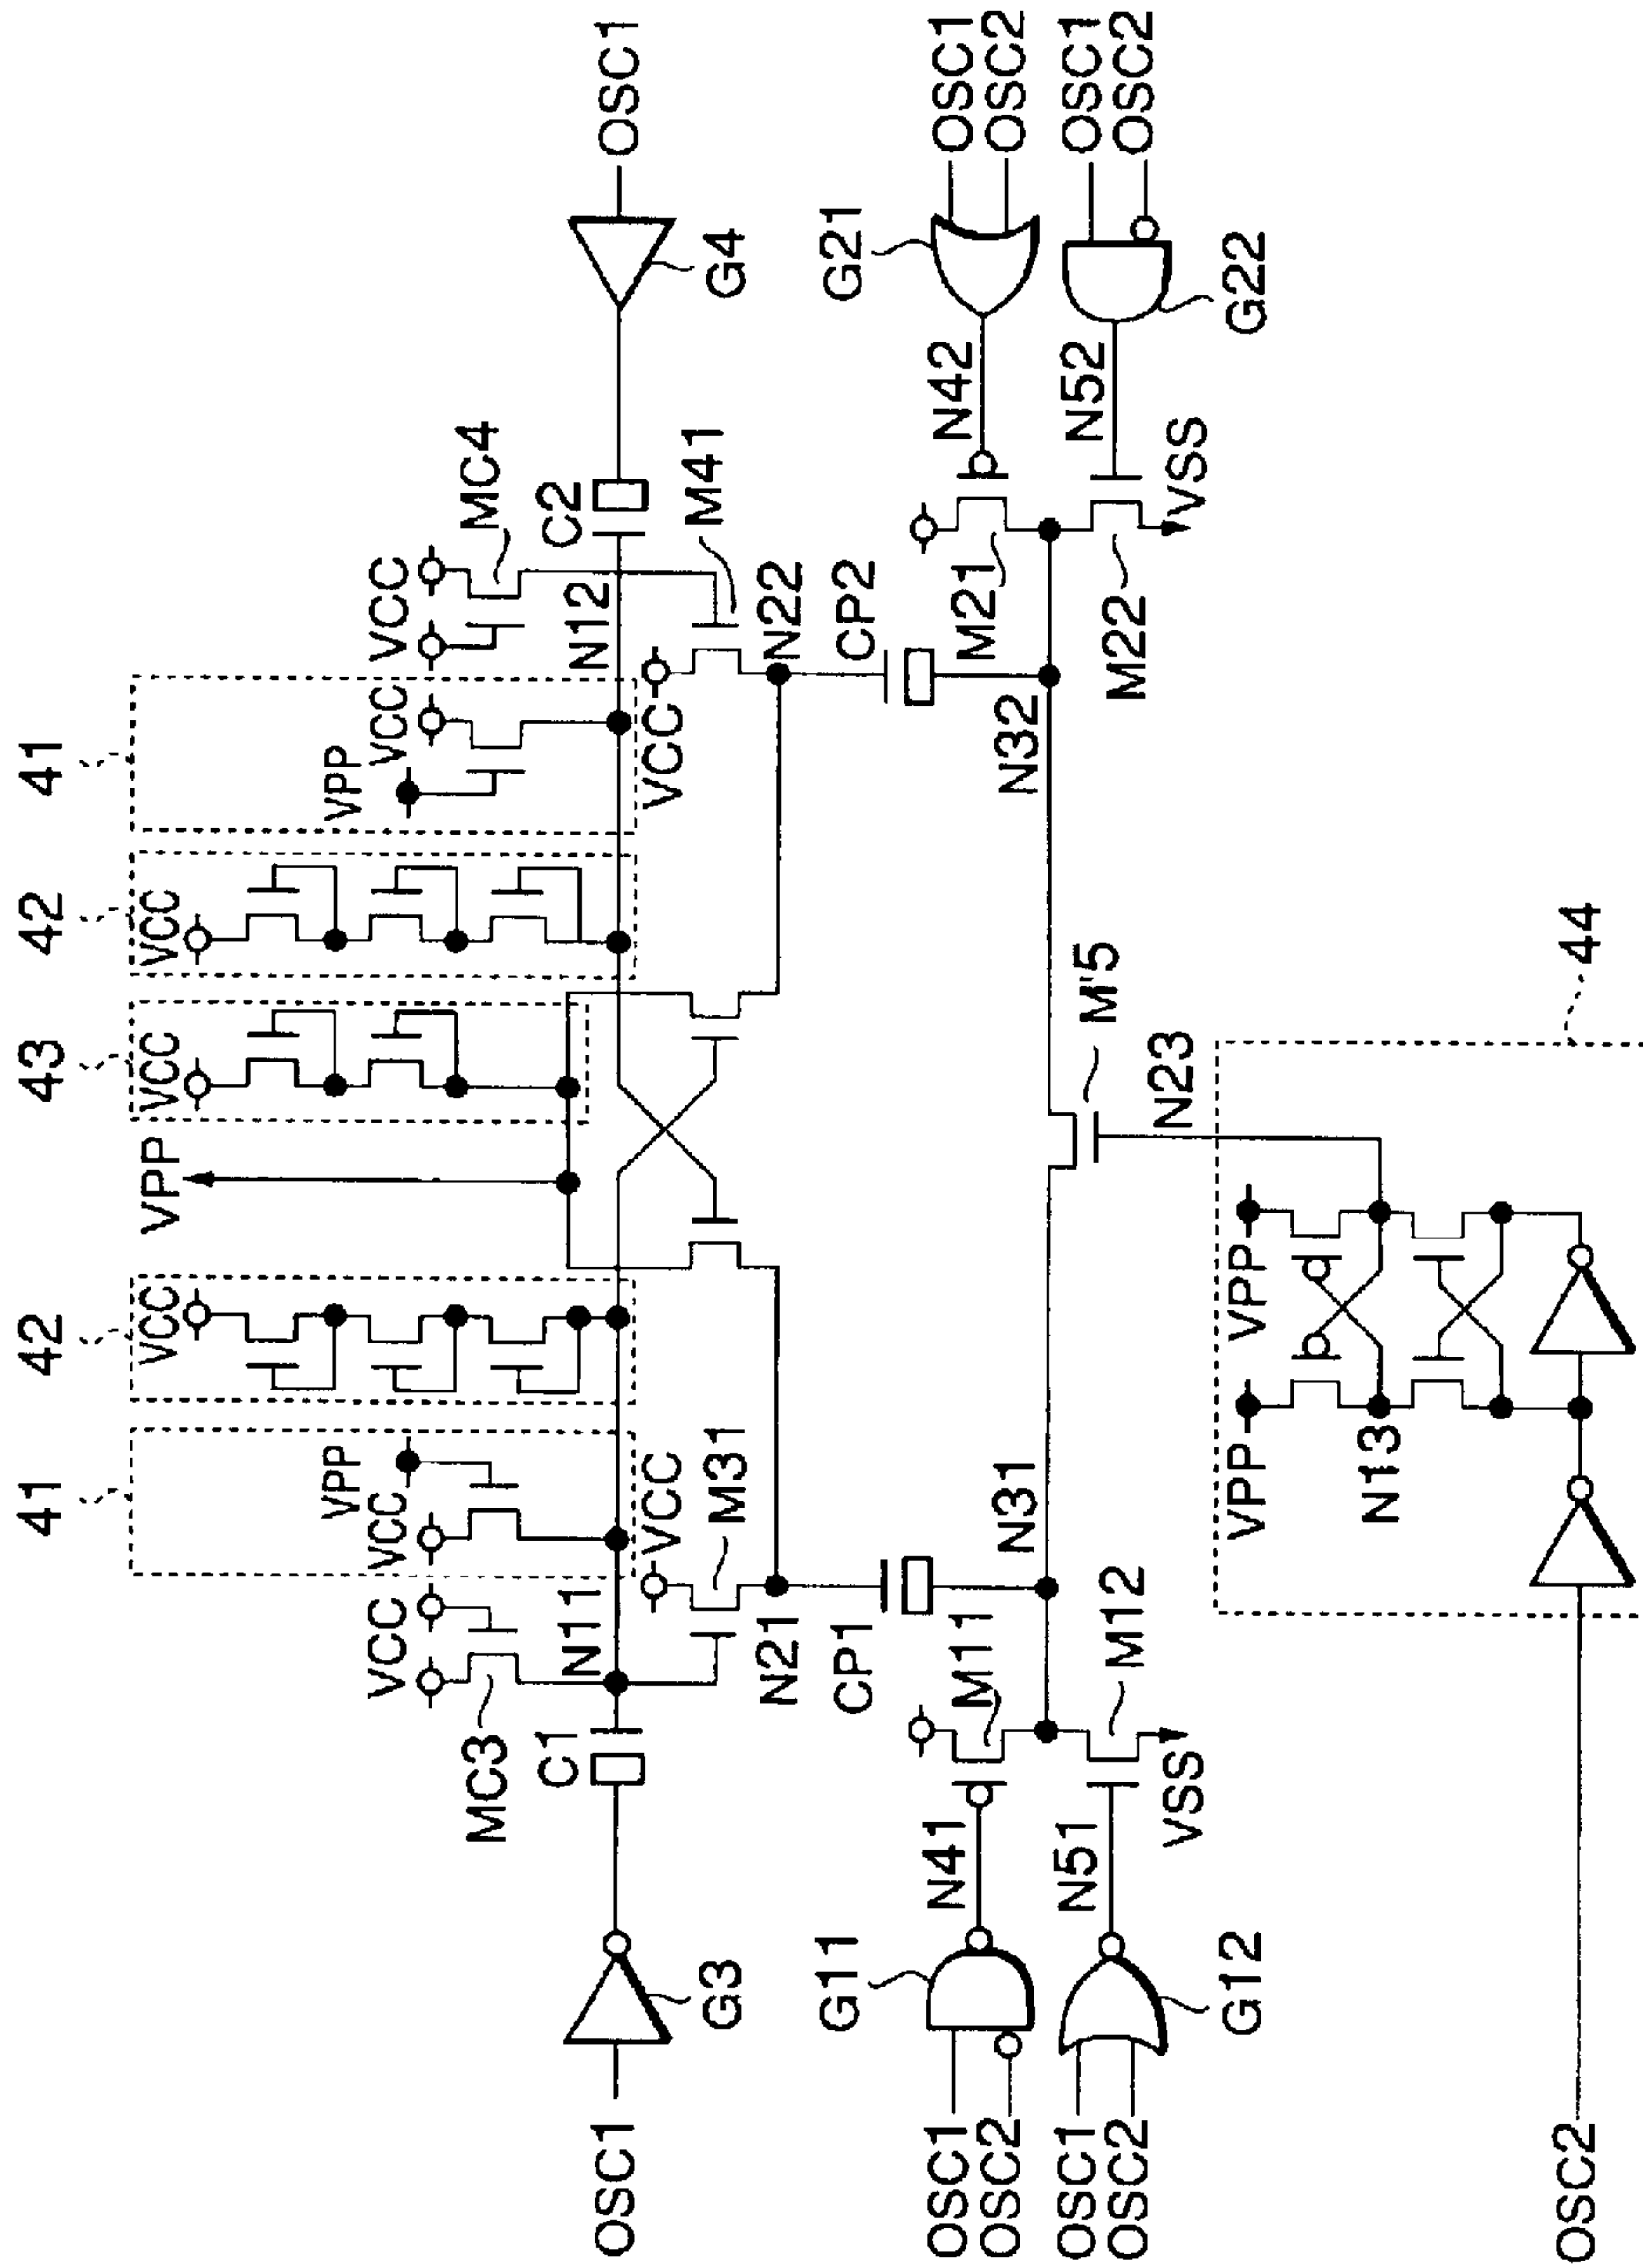 41 42 43 42 41
VCC VPP VCC VCC
VPP VPP
VCC VCC VCC VCC
MC3 MC4
C1 N11 N12 C2
OSC1 OSC1
VCC VCC
G3 M31 M41 G4
N21 N22
G11 CP1 CP2 G21
OSC1 N41 M11 M21 N42 OSC1
OSC2 N31 N32 OSC2
OSC1 N51 M'5 N52 OSC1
OSC2 M12 M22 OSC2
VSS N23 VSS
G12 VPP VPP G22
N13
OSC2 44